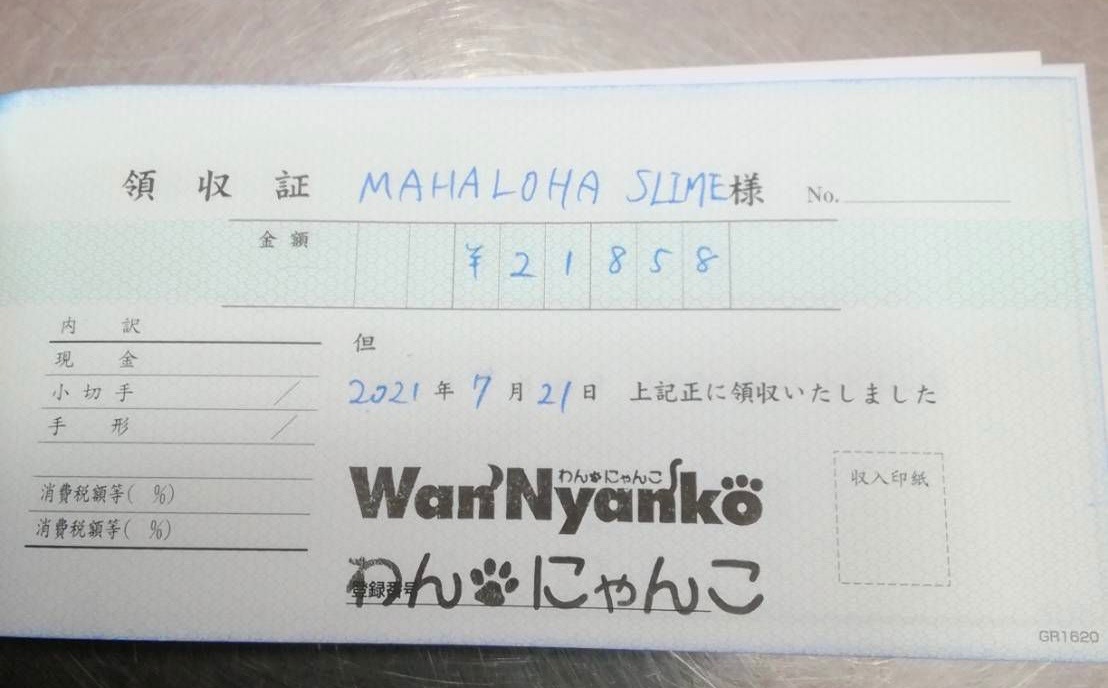 領収証 MAHALOHA SLIME様 No.
金額 ¥21858
内訳
現金
小切手 /
手形 /
消費税額等( %)
消費税額等( %)
但
2021年7月21日 上記正に領収いたしました
わんにゃんこ
Wan'Nyanko
わんにゃんこ
登録番号
収入印紙
GR1620